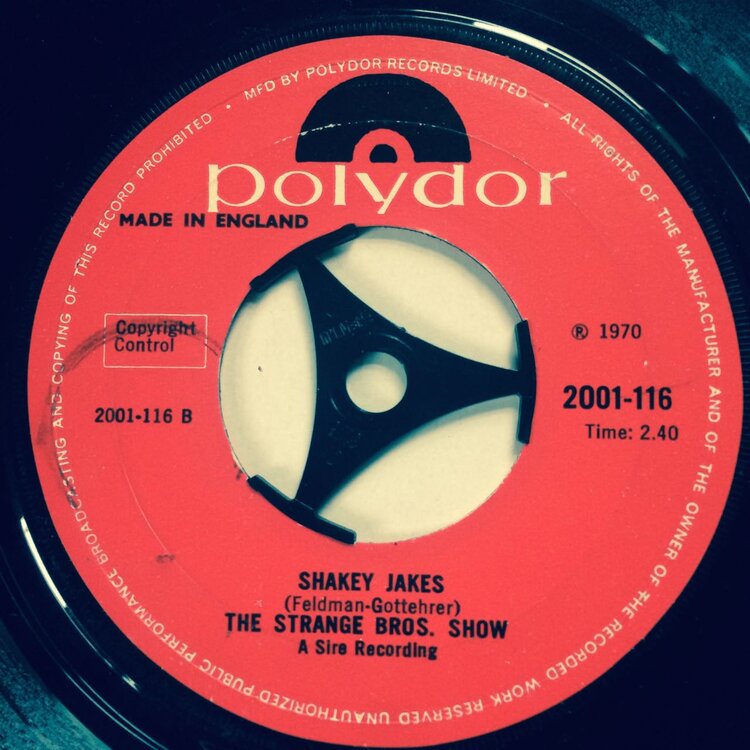 MFD BY POLYDOR RECORDS LIMITED • ALL RIGHTS OF THE MANUFACTURER AND OF THE OWNER OF THE RECORDED WORK RESERVED UNAUTHORIZED PUBLIC PERFORMANCE BROADCASTING AND COPYING OF THIS RECORD PROHIBITED •
polydor
MADE IN ENGLAND
Copyright
Control
℗ 1970
2001-116 B
2001-116
Time: 2.40
SHAKEY JAKES
(Feldman-Gottehrer)
THE STRANGE BROS. SHOW
A Sire Recording